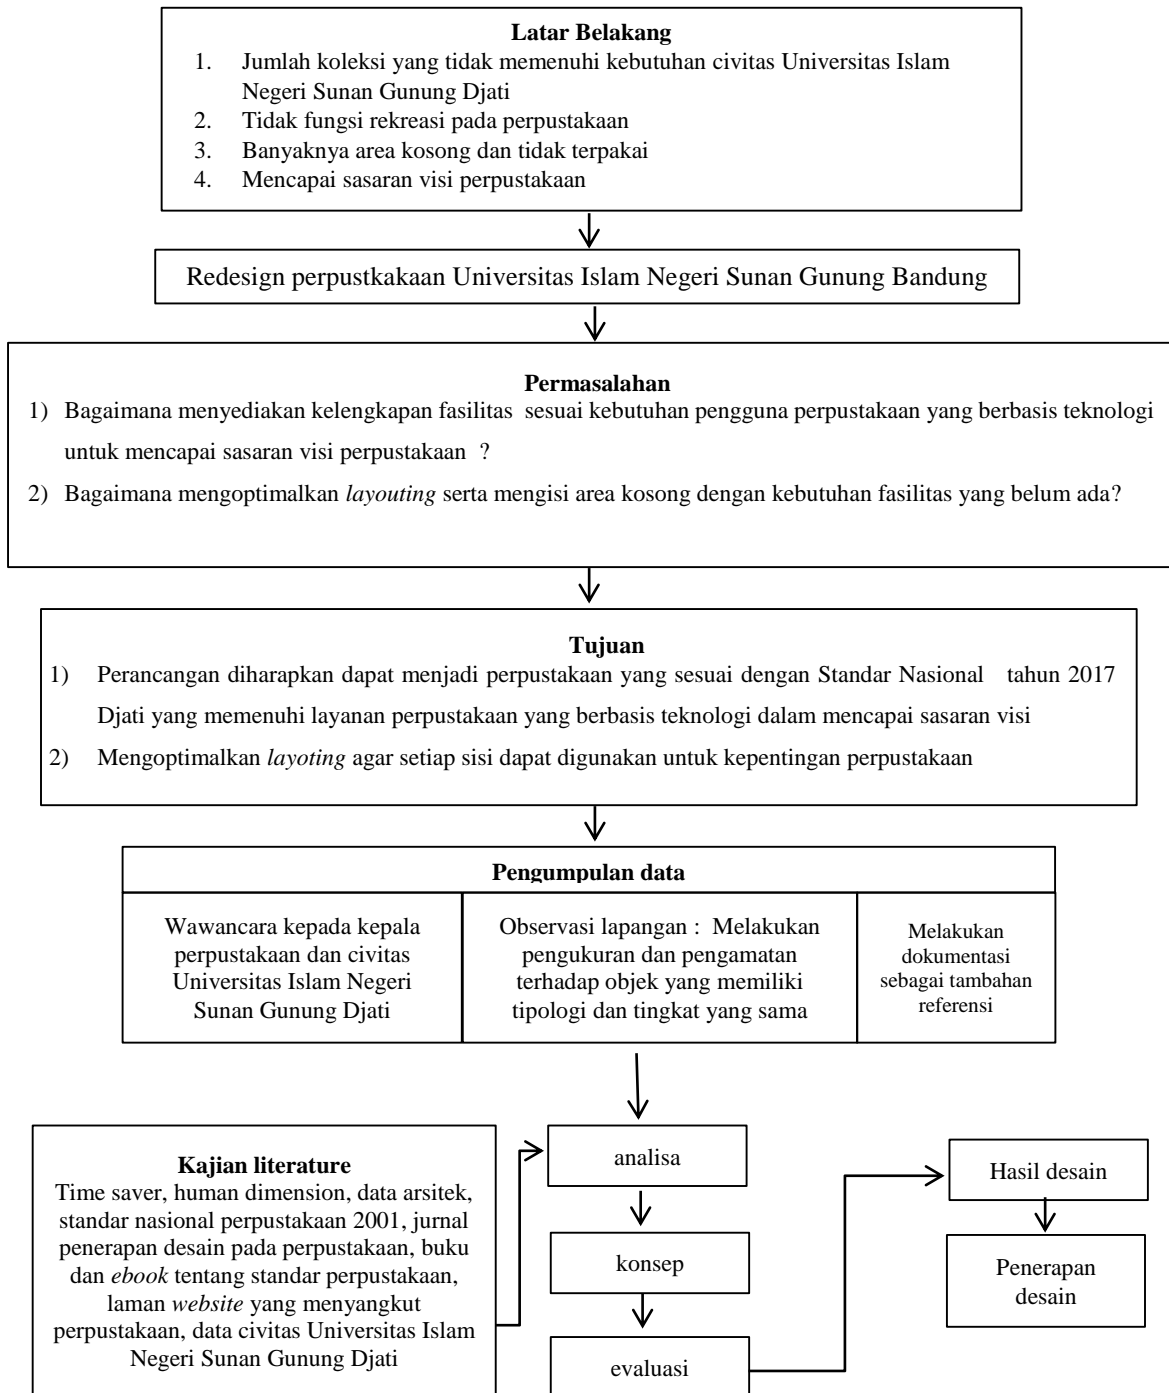 Latar Belakang
1. Jumlah koleksi yang tidak memenuhi kebutuhan civitas Universitas Islam
Negeri Sunan Gunung Djati
2. Tidak fungsi rekreasi pada perpustakaan
3. Banyaknya area kosong dan tidak terpakai
4. Mencapai sasaran visi perpustakaan
Redesign perpustkakaan Universitas Islam Negeri Sunan Gunung Bandung
Permasalahan
1) Bagaimana menyediakan kelengkapan fasilitas sesuai kebutuhan pengguna perpustakaan yang berbasis teknologi
untuk mencapai sasaran visi perpustakaan ?
2) Bagaimana mengoptimalkan layouting serta mengisi area kosong dengan kebutuhan fasilitas yang belum ada?
Tujuan
1) Perancangan diharapkan dapat menjadi perpustakaan yang sesuai dengan Standar Nasional tahun 2017
Djati yang memenuhi layanan perpustakaan yang berbasis teknologi dalam mencapai sasaran visi
2) Mengoptimalkan layoting agar setiap sisi dapat digunakan untuk kepentingan perpustakaan
Pengumpulan data
Wawancara kepada kepala
perpustakaan dan civitas
Universitas Islam Negeri
Sunan Gunung Djati
Observasi lapangan : Melakukan
pengukuran dan pengamatan
terhadap objek yang memiliki
tipologi dan tingkat yang sama
Melakukan
dokumentasi
sebagai tambahan
referensi
Kajian literature
Time saver, human dimension, data arsitek,
standar nasional perpustakaan 2001, jurnal
penerapan desain pada perpustakaan, buku
dan ebook tentang standar perpustakaan,
laman website yang menyangkut
perpustakaan, data civitas Universitas Islam
Negeri Sunan Gunung Djati
analisa
konsep
evaluasi
Hasil desain
Penerapan
desain